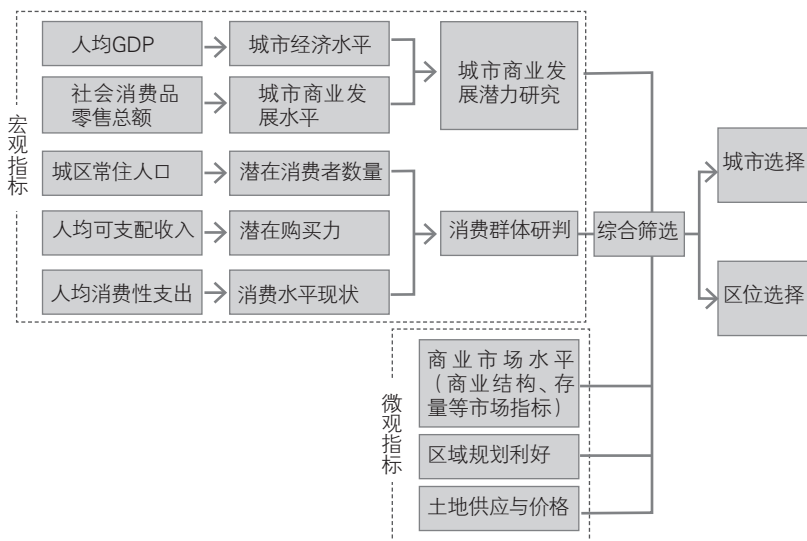 宏观指标
人均GDP
城市经济水平
社会消费品
零售总额
城市商业发
展水平
城市商业发
展潜力研究
城区常住人口
潜在消费者数量
人均可支配收入
潜在购买力
人均消费性支出
消费水平现状
消费群体研判
综合筛选
城市选择
区位选择
微观指标
商业市场水平
（商业结构、存
量等市场指标）
区域规划利好
土地供应与价格